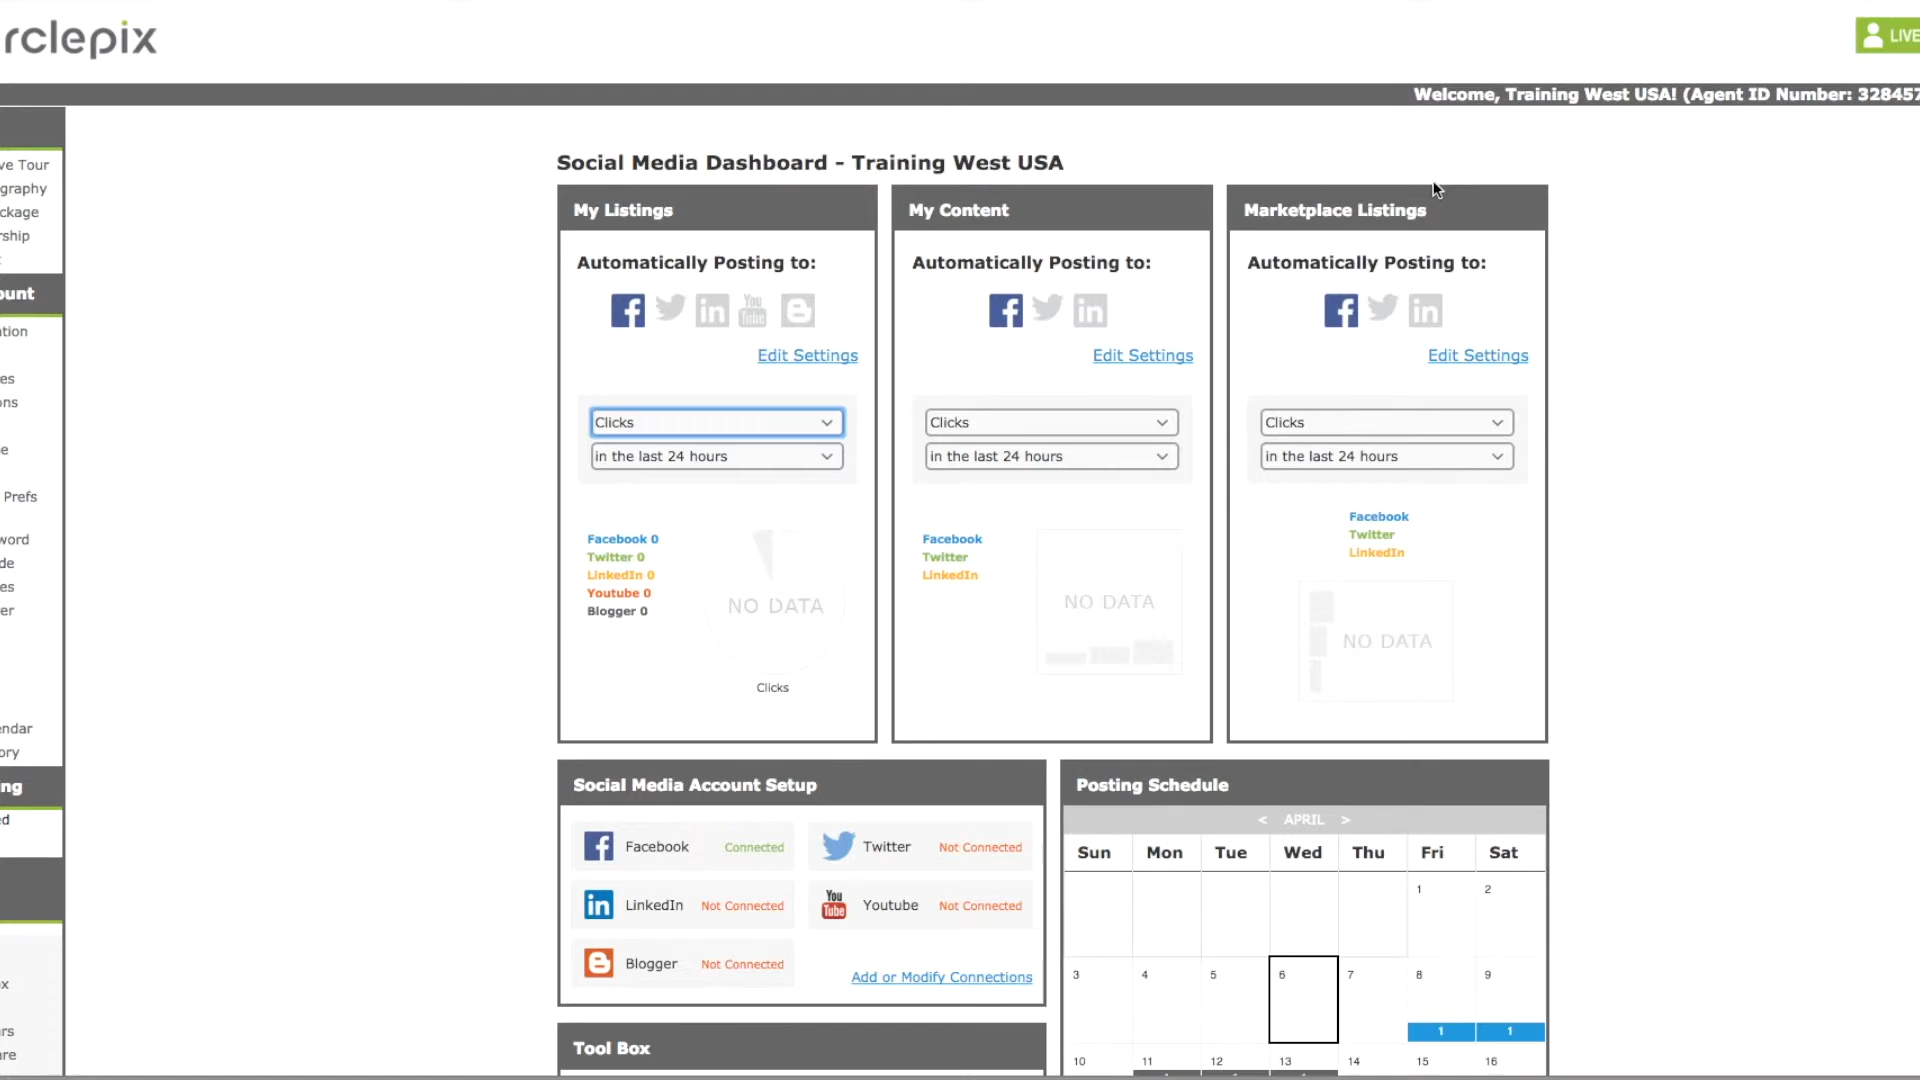 rclepix
LIVE
Welcome, Training West USA! (Agent ID Number: 328457
ve Tour
graphy
ckage
rship
ount
ation
es
ons
e
Prefs
word
de
es
er
endar
ory
ng
ed
x
rs
re
Social Media Dashboard - Training West USA
My Listings
Automatically Posting to:
You Tube
Edit Settings
Clicks
in the last 24 hours
Facebook 0
Twitter 0
LinkedIn 0
Youtube 0
Blogger 0
NO DATA
Clicks
My Content
Automatically Posting to:
Edit Settings
Clicks
in the last 24 hours
Facebook
Twitter
LinkedIn
NO DATA
Marketplace Listings
Automatically Posting to:
Edit Settings
Clicks
in the last 24 hours
Facebook
Twitter
LinkedIn
NO DATA
Social Media Account Setup
Facebook Connected
Twitter Not Connected
LinkedIn Not Connected
You Tube Youtube Not Connected
Blogger Not Connected
Add or Modify Connections
Tool Box
Posting Schedule
< APRIL >
Sun Mon Tue Wed Thu Fri Sat
1 2
3 4 5 6 7 8 9
1 1
10 11 12 13 14 15 16